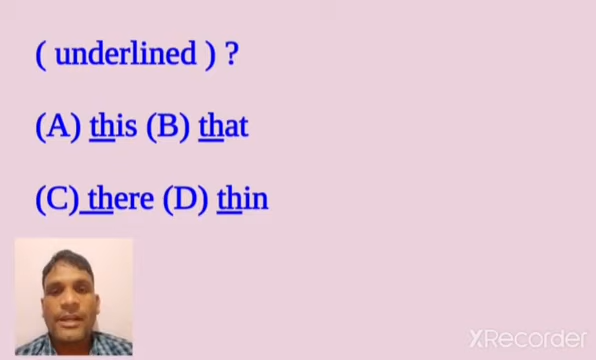 ( underlined ) ?
(A) this (B) that
(C) there (D) thin
XRecorder